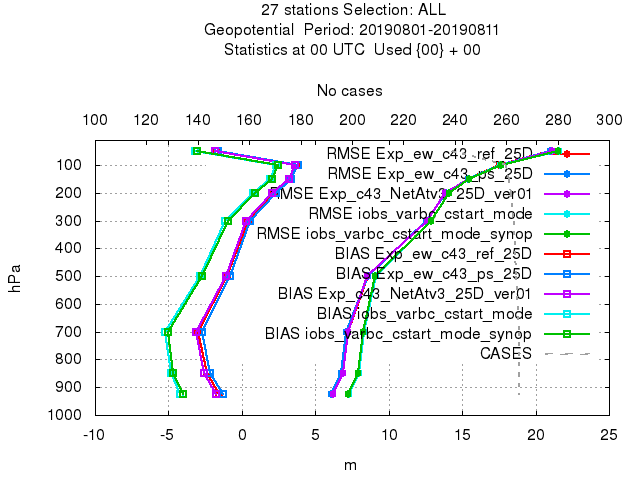 27 stations Selection: ALL
Geopotential  Period: 20190801-20190811
Statistics at 00 UTC  Used {00} + 00
No cases
100 120 140 160 180 200 220 240 260 280 300
RMSE Exp_ew_c43_ref_25D
RMSE Exp_ew_c43_ps_25D
RMSE Exp_c43_NetAtv3_25D_ver01
RMSE iobs_varbc_cstart_mode
RMSE iobs_varbc_cstart_mode_synop
BIAS Exp_ew_c43_ref_25D
BIAS Exp_ew_c43_ps_25D
BIAS Exp_c43_NetAtv3_25D_ver01
BIAS iobs_varbc_cstart_mode
BIAS iobs_varbc_cstart_mode_synop
CASES
hPa
100
200
300
400
500
600
700
800
900
1000
-10 -5 0 5 10 15 20 25
m